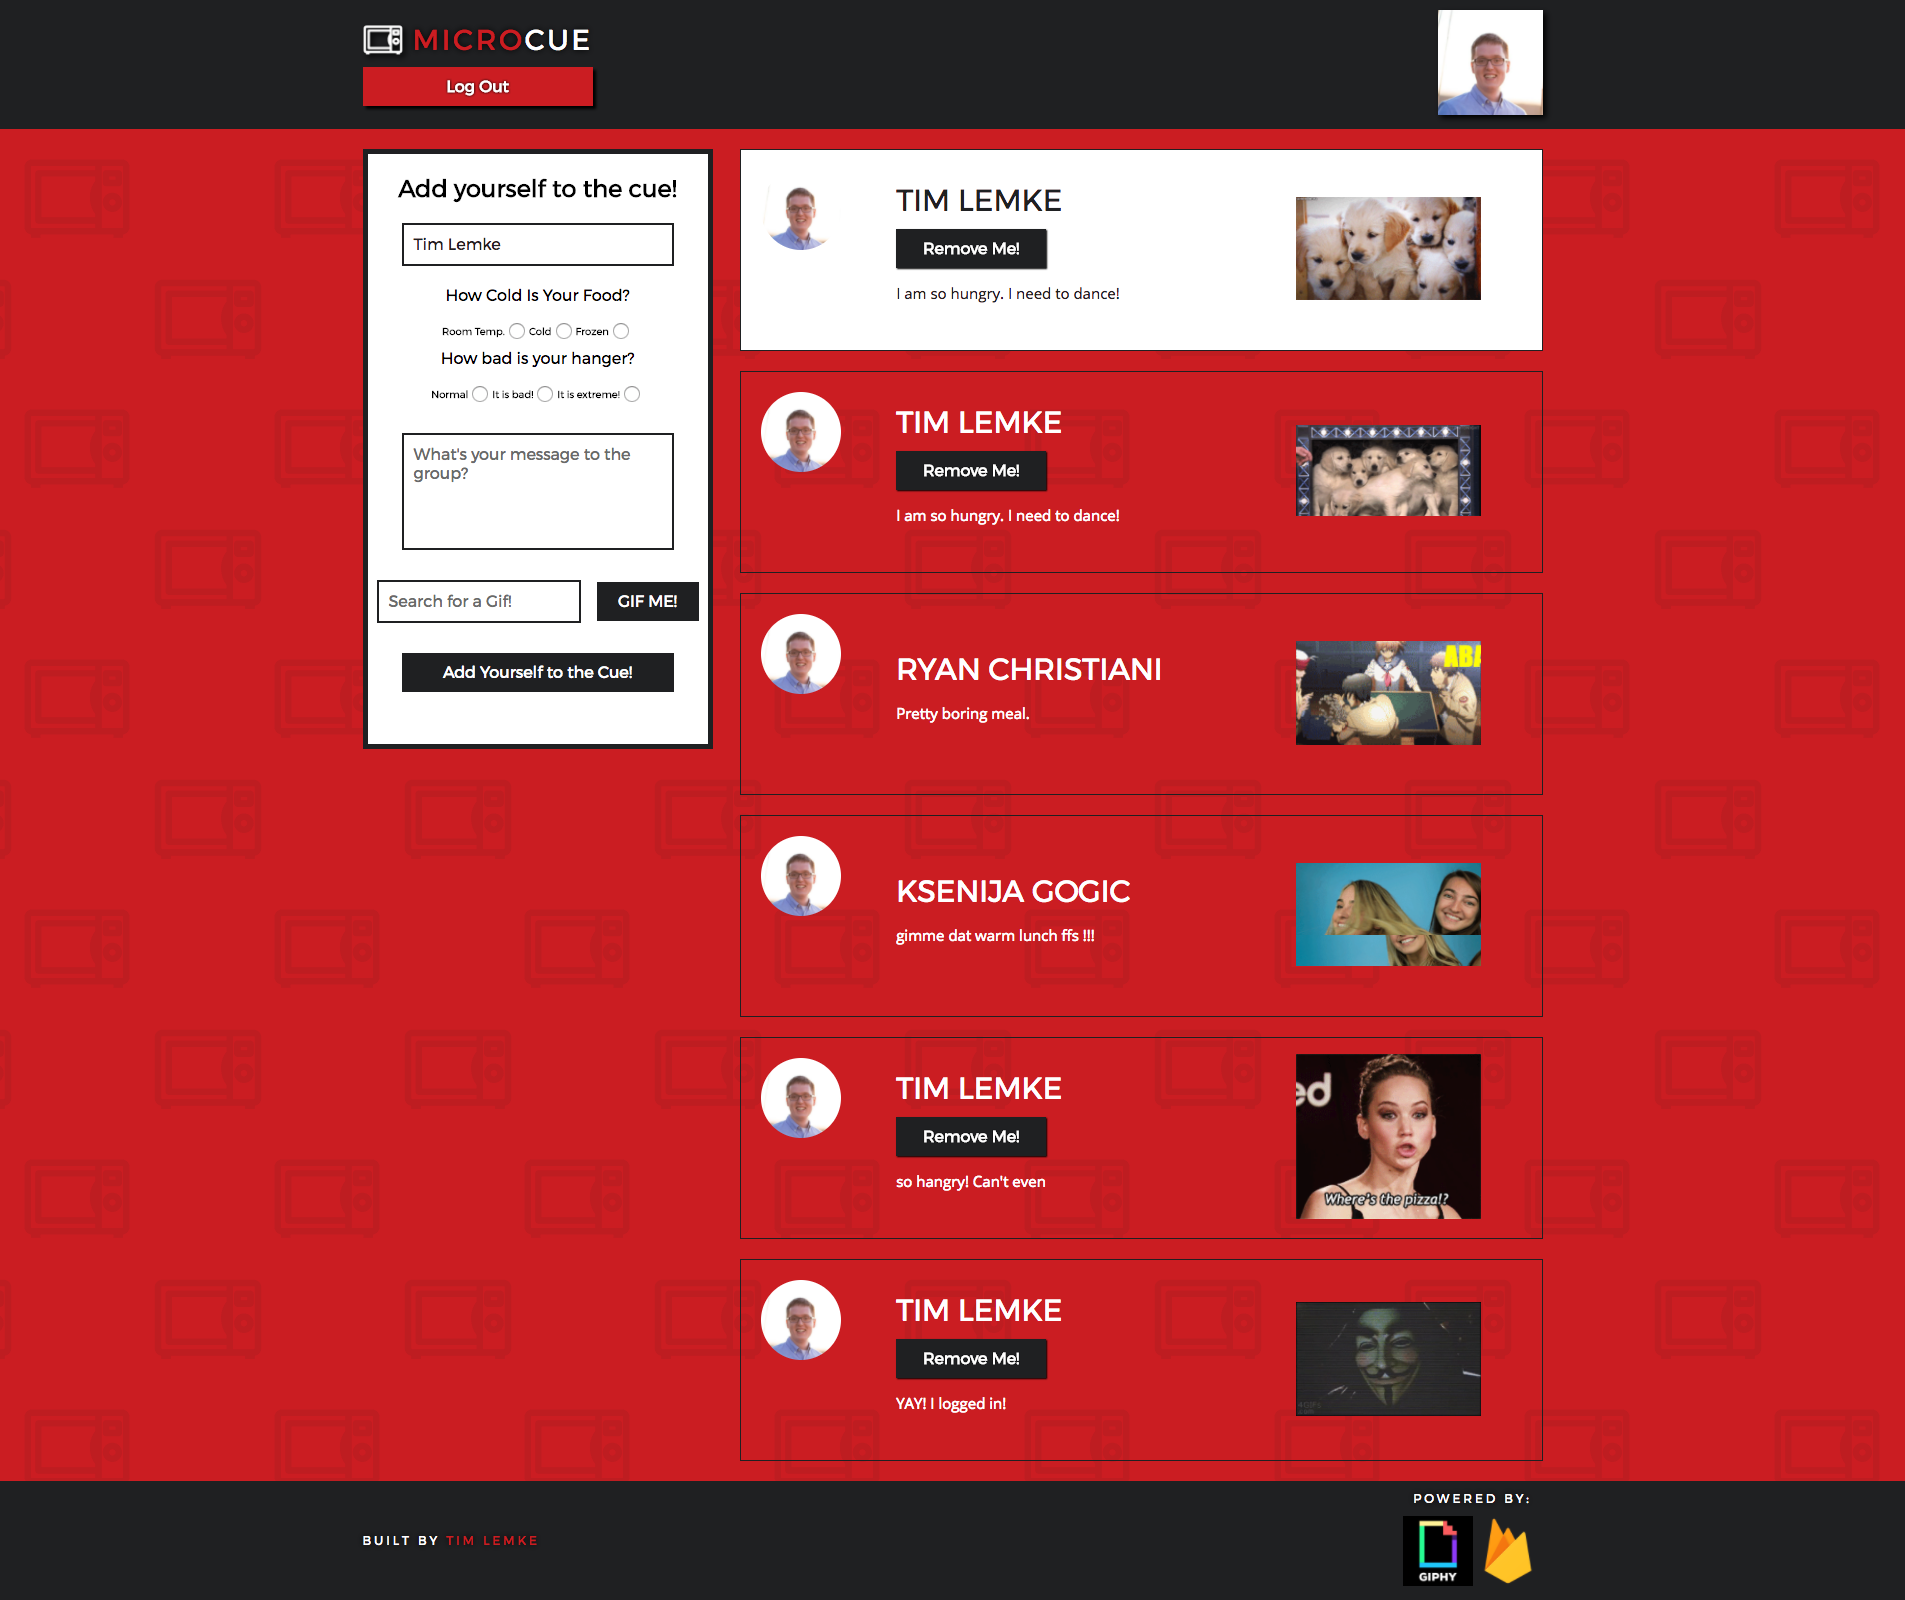 MICROCUE
Log Out
Add yourself to the cue!
Tim Lemke
How Cold Is Your Food?
Room Temp. Cold Frozen
How bad is your hanger?
Normal It is bad! It is extreme!
What's your message to the
group?
Search for a Gif! GIF ME!
Add Yourself to the Cue!
TIM LEMKE
Remove Me!
I am so hungry. I need to dance!
TIM LEMKE
Remove Me!
I am so hungry. I need to dance!
RYAN CHRISTIANI
Pretty boring meal.
ABA
KSENIJA GOGIC
gimme dat warm lunch ffs !!!
TIM LEMKE
Remove Me!
so hangry! Can't even
ed
Where's the pizza!?
TIM LEMKE
Remove Me!
YAY! I logged in!
BUILT BY TIM LEMKE
POWERED BY:
GIPHY